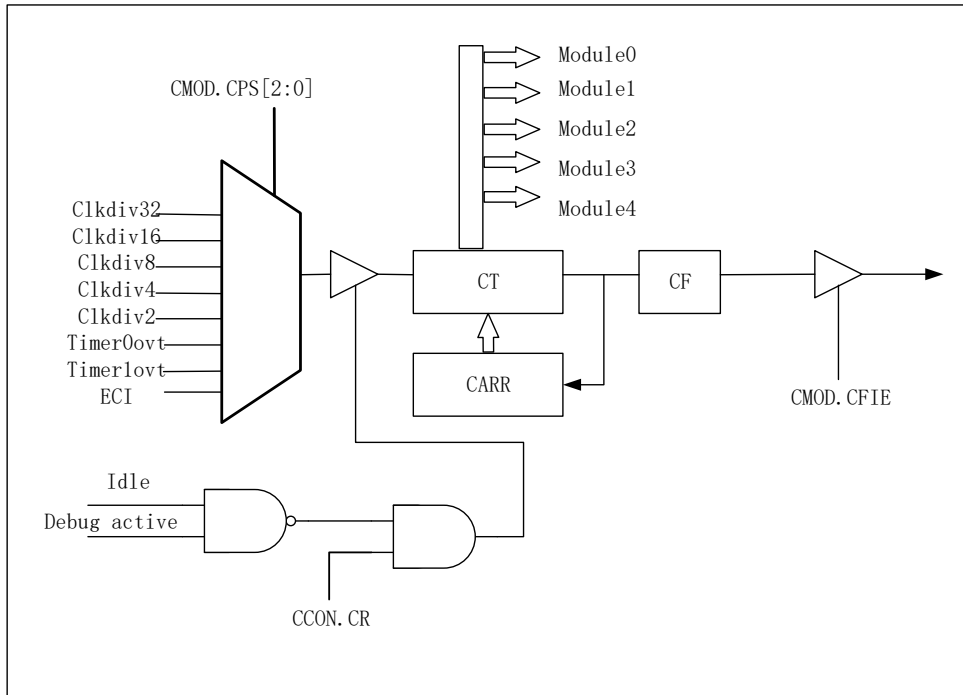 Module0
CMOD.CPS[2:0]
Module1
Module2
Module3
Module4
Clkdiv32
Clkdiv16
Clkdiv8
Clkdiv4
Clkdiv2
Timer0ovt
Timer1ovt
ECI
CT
CF
CARR
CMOD.CFIE
Idle
Debug active
CCON.CR